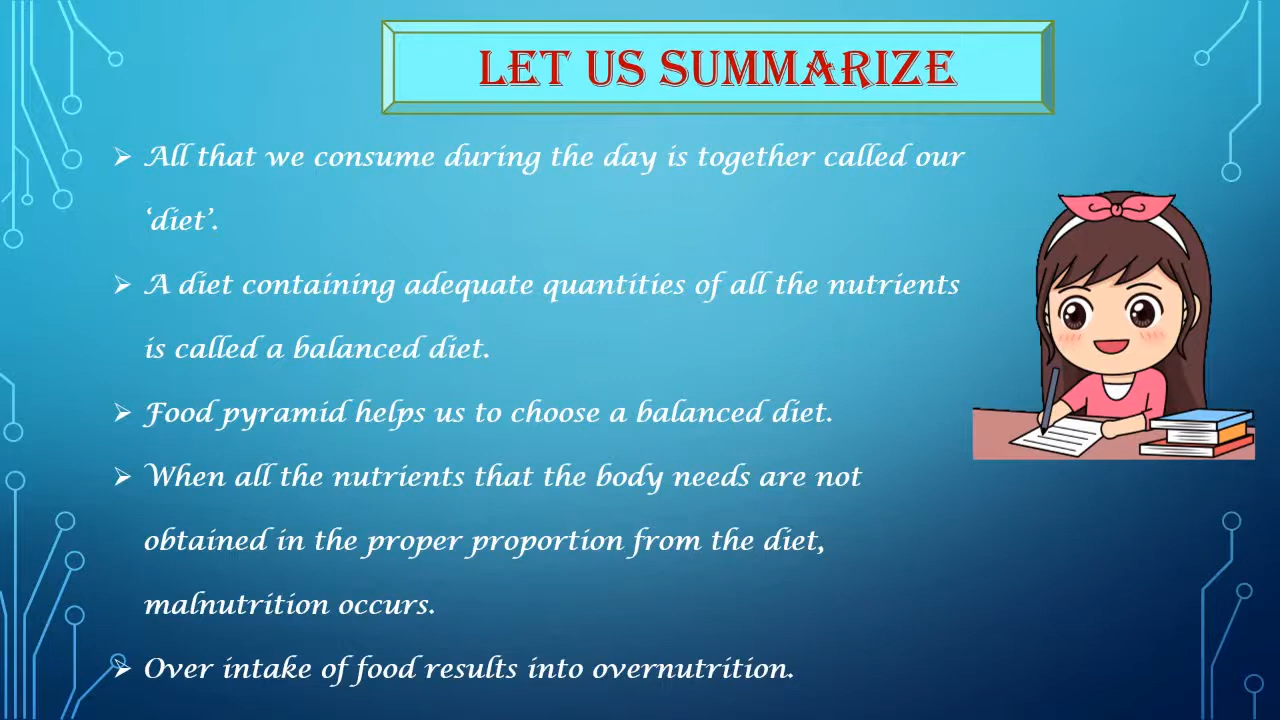 LET US SUMMARIZE
➢ All that we consume during the day is together called our
‘diet’.
➢ A diet containing adequate quantities of all the nutrients
is called a balanced diet.
➢ Food pyramid helps us to choose a balanced diet.
➢ When all the nutrients that the body needs are not
obtained in the proper proportion from the diet,
malnutrition occurs.
➢ Over intake of food results into overnutrition.